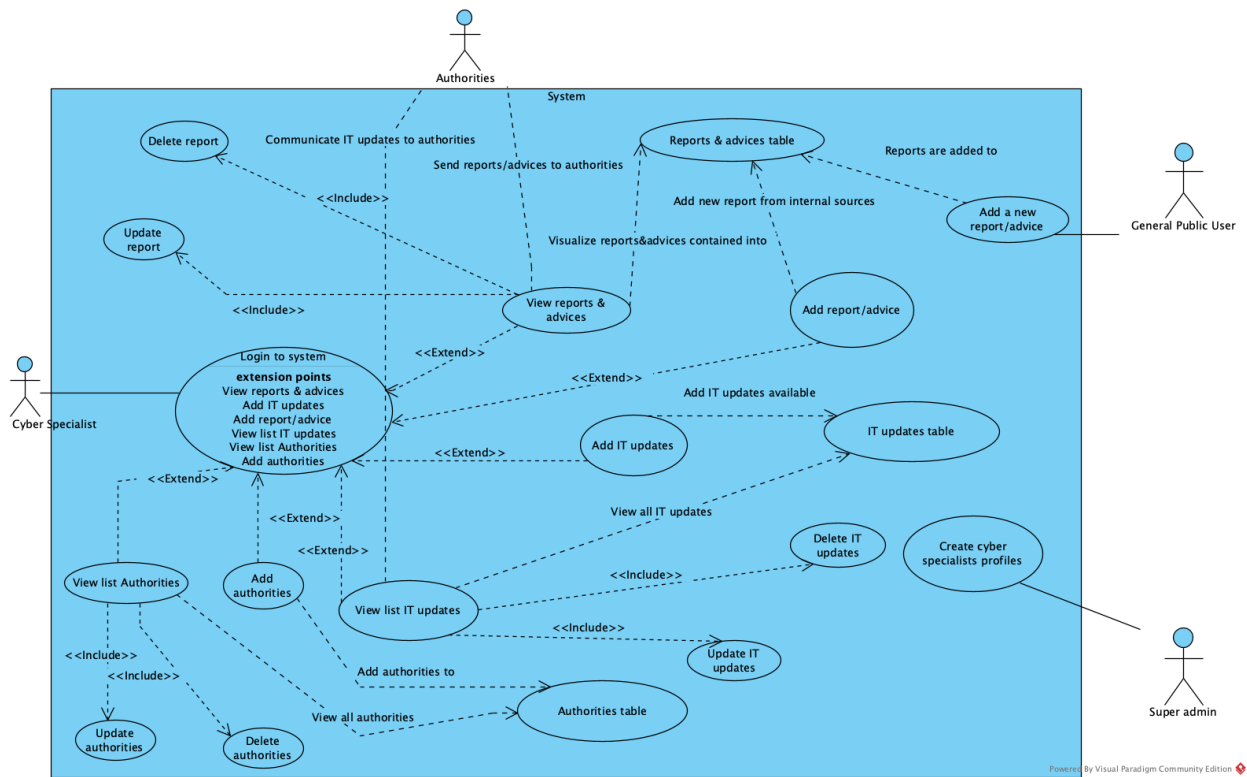 Authorities
System
Delete report
Communicate IT updates to authorities
Reports & advices table
Reports are added to
Send reports/advices to authorities
<<Include>>
Add new report from internal sources
Add a new
report/advice
General Public User
Update
report
Visualize reports&advices contained into
<<Include>>
View reports &
advices
Add report/advice
<<Extend>>
Login to system
extension points
View reports & advices
Add IT updates
Add report/advice
View list IT updates
View list Authorities
Add authorities
<<Extend>>
Cyber Specialist
Add IT updates available
Add IT updates
IT updates table
<<Extend>>
<<Extend>>
<<Extend>>
<<Extend>>
View all IT updates
Delete IT
updates
Create cyber
specialists profiles
View list Authorities
Add
authorities
View list IT updates
<<Include>>
<<Include>>
Update IT
updates
<<Include>>
<<Include>>
Add authorities to
View all authorities
Authorities table
Super admin
Update
authorities
Delete
authorities
Powered By Visual Paradigm Community Edition